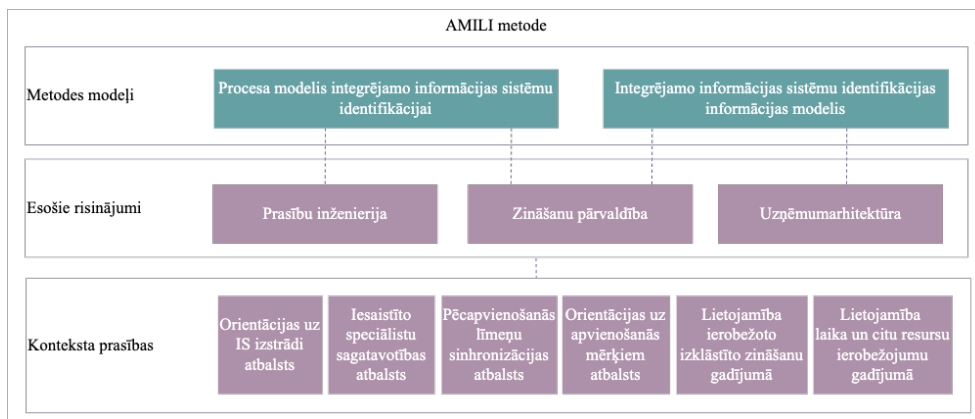 AMILI metode
Metodes modeļi
Procesa modelis integrējamo informācijas sistēmu
identifikācijai
Integrējamo informācijas sistēmu identifikācijas
informācijas modelis
Esošie risinājumi
Prasību inženierija
Zināšanu pārvaldība
Uzņēmumarhitektūra
Konteksta prasības
Orientācijas uz
IS izstrādi
atbalsts
Iesaistīto
speciālistu
sagatavotības
atbalsts
Pēcapvienošanās
līmeņu
sinhronizācijas
atbalsts
Orientācijas uz
apvienošanās
mērķiem
atbalsts
Lietojamība
ierobežoto
izklāstīto zināšanu
gadījumā
Lietojamība
laika un citu resursu
ierobežojumu
gadījumā